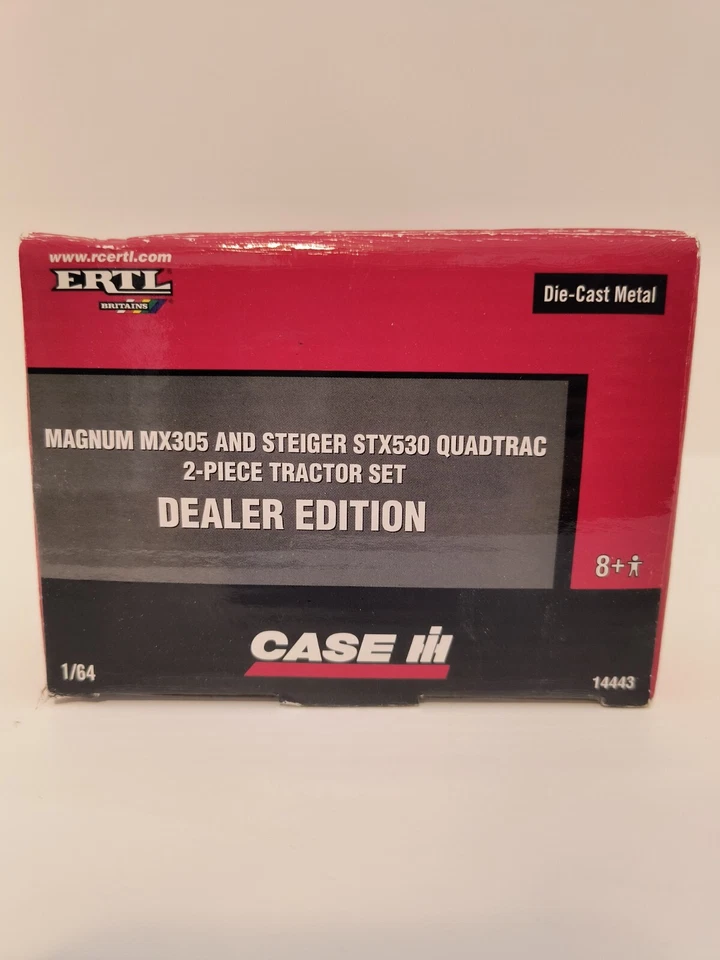 www.rcertl.com
ERTL
BRITAINS
Die-Cast Metal
MAGNUM MX305 AND STEIGER STX530 QUADTRAC
2-PIECE TRACTOR SET
DEALER EDITION
8+
CASE IH
1/64
14443